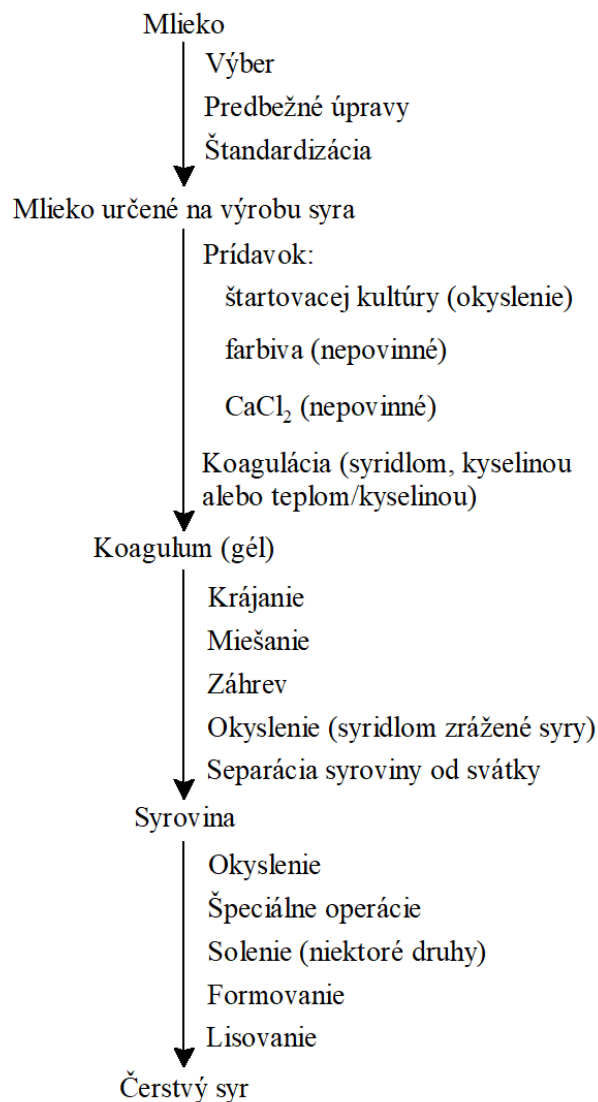 Mlieko
Výber
Predbežné úpravy
Štandardizácia
Mlieko určené na výrobu syra
Prídavok:
štartovacej kultúry (okyslenie)
farbiva (nepovinné)
CaCl₂ (nepovinné)
Koagulácia (syridlom, kyselinou
alebo teplom/kyselinou)
Koagulum (gél)
Krájanie
Miešanie
Záhrev
Okyslenie (syridlom zrážené syry)
Separácia syroviny od svátky
Syrovina
Okyslenie
Špeciálne operácie
Solenie (niektoré druhy)
Formovanie
Lisovanie
Čerstvý syr